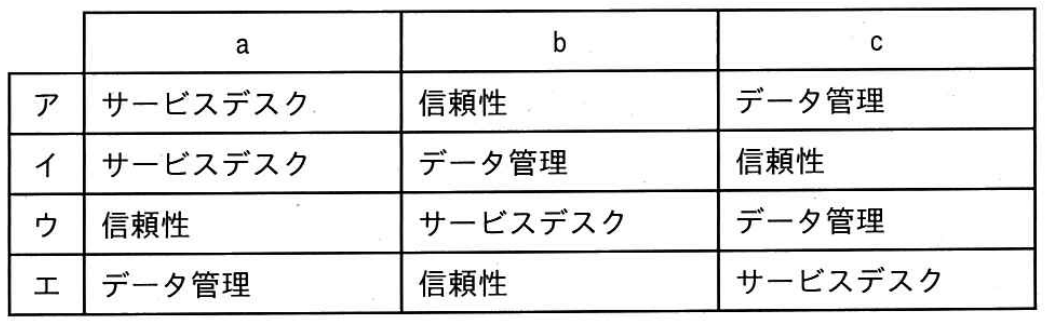 a b c
ア サービスデスク 信頼性 データ管理
イ サービスデスク データ管理 信頼性
ウ 信頼性 サービスデスク データ管理
エ データ管理 信頼性 サービスデスク